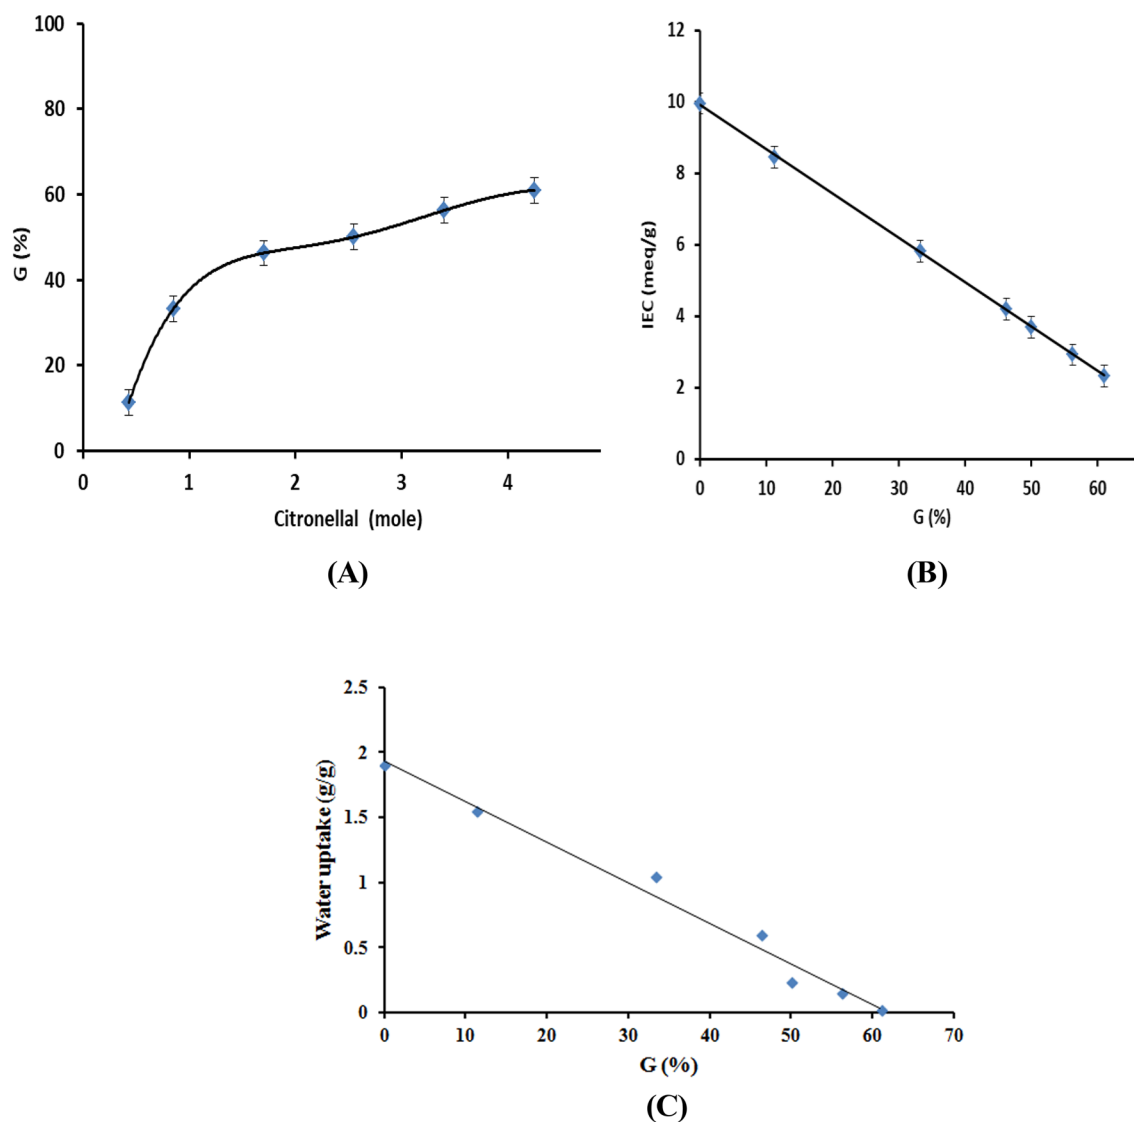 100
80
60
40
20
0
G (%)
0 1 2 3 4
Citronellal (mole)
(A)
12
10
8
6
4
2
0
IEC (meq/g)
0 10 20 30 40 50 60
G (%)
(B)
2.5
2
1.5
1
0.5
0
Water uptake (g/g)
0 10 20 30 40 50 60 70
G (%)
(C)